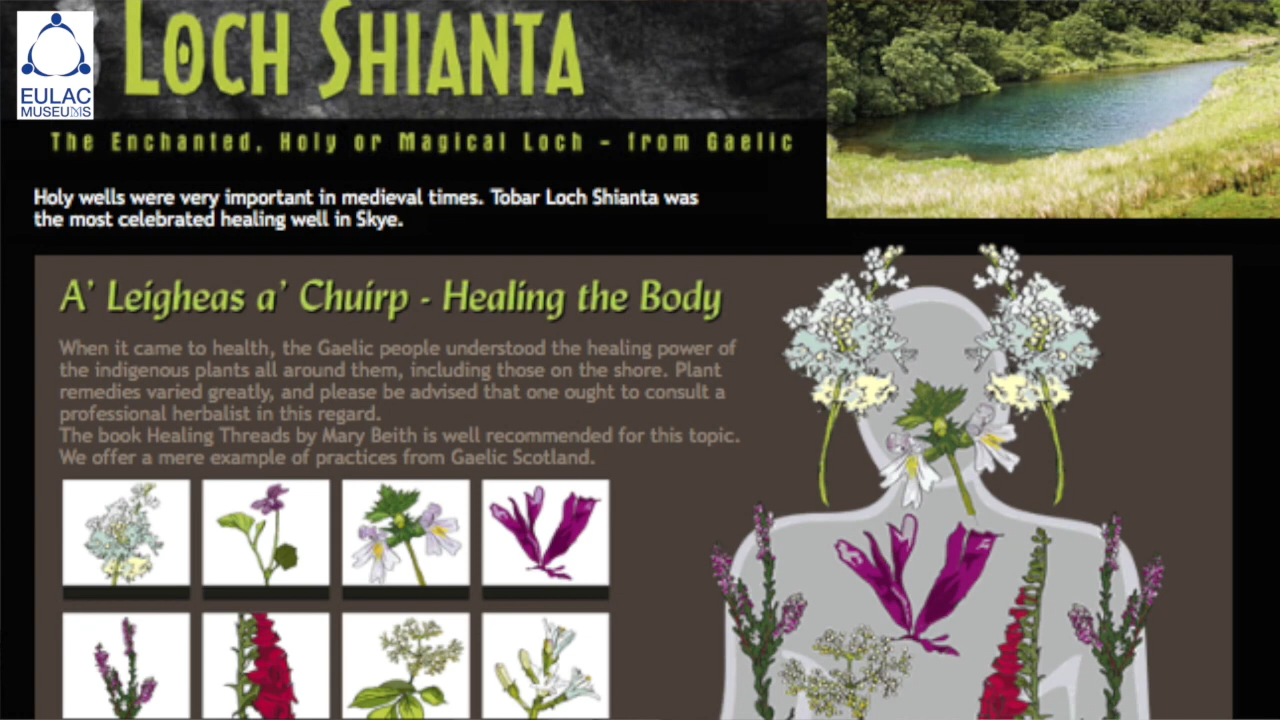 EULAC
MUSEUMS
LOCH SHIANTA
The Enchanted, Holy or Magical Loch - from Gaelic
Holy wells were very important in medieval times. Tobar Loch Shianta was
the most celebrated healing well in Skye.
A' Leigheas a' Chuirp - Healing the Body
When it came to health, the Gaelic people understood the healing power of
the indigenous plants all around them, including those on the shore. Plant
remedies varied greatly, and please be advised that one ought to consult a
professional herbalist in this regard.
The book Healing Threads by Mary Beith is well recommended for this topic.
We offer a mere example of practices from Gaelic Scotland.